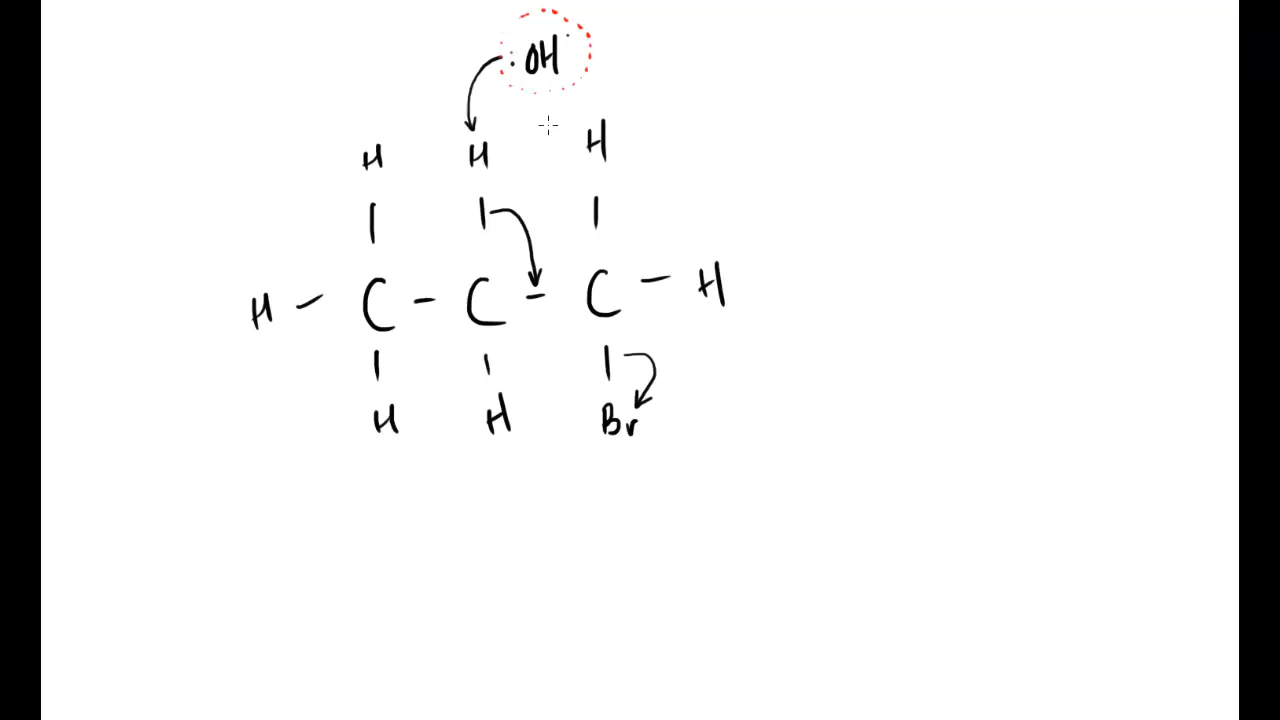 :OH⁻
H H H
| | |
H - C - C - C - H
| | |
H H Br